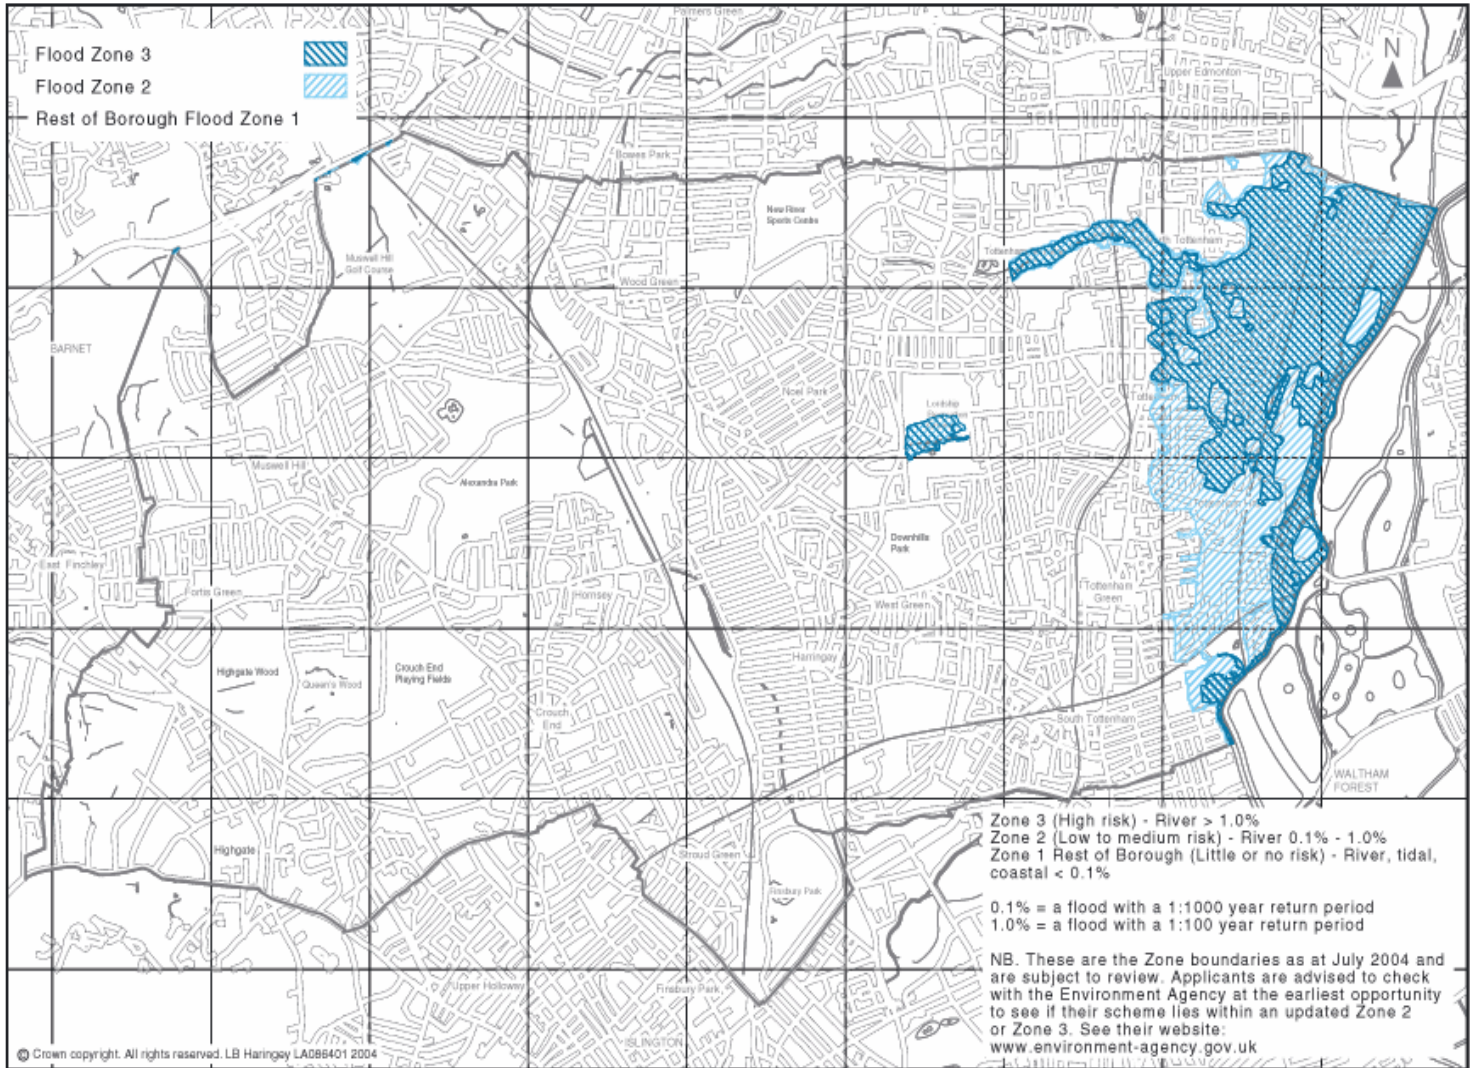 Palmers Green
Flood Zone 3
Flood Zone 2
Rest of Borough Flood Zone 1
N
Upper Edmonton
Bowes Park
New River
Sports Centre
Muswell Hill
Golf Course
Tottenham
Wood Green
BARNET
Noel Park
Lordship
Muswell Hill
Alexandra Park
Downhills
Park
East Finchley
Fortis Green
Hornsey
West Green
Tottenham
Green
Harringay
Highgate Wood
Queen's Wood
Crouch End
Playing Fields
Crouch
End
South Tottenham
WALTHAM
FOREST
Highgate
Stroud Green
Finsbury Park
Upper Holloway
Finsbury Park
ISLINGTON
Zone 3 (High risk) - River > 1.0%
Zone 2 (Low to medium risk) - River 0.1% - 1.0%
Zone 1 Rest of Borough (Little or no risk) - River, tidal,
coastal < 0.1%
0.1% = a flood with a 1:1000 year return period
1.0% = a flood with a 1:100 year return period
NB. These are the Zone boundaries as at July 2004 and
are subject to review. Applicants are advised to check
with the Environment Agency at the earliest opportunity
to see if their scheme lies within an updated Zone 2
or Zone 3. See their website:
www.environment-agency.gov.uk
© Crown copyright. All rights reserved. LB Haringey LA086401 2004